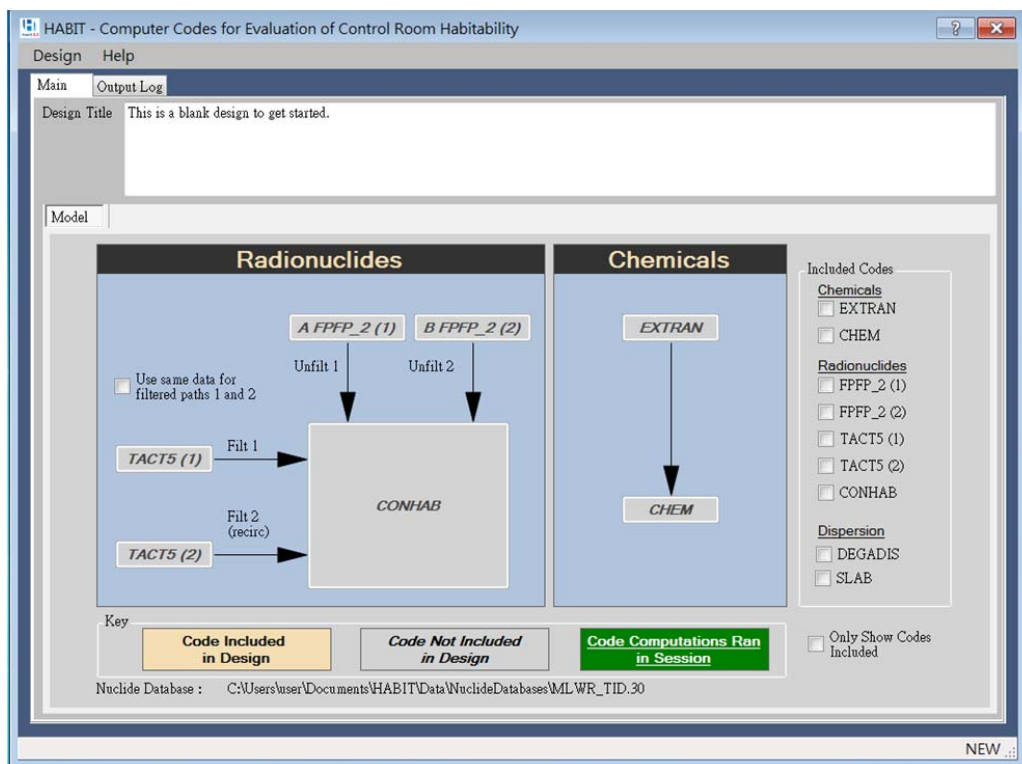 HABIT - Computer Codes for Evaluation of Control Room Habitability
Design Help
Main Output Log
Design Title This is a blank design to get started.
Model
Radionuclides
A FPFP_2 (1) B FPFP_2 (2)
Unfilt 1 Unfilt 2
Use same data for
filtered paths 1 and 2
TACT5 (1) Filt 1
CONHAB
Filt 2
(recirc)
TACT5 (2)
Chemicals
EXTRAN
CHEM
Included Codes
Chemicals
EXTRAN
CHEM
Radionuclides
FPFP_2 (1)
FPFP_2 (2)
TACT5 (1)
TACT5 (2)
CONHAB
Dispersion
DEGADIS
SLAB
Key
Code Included
in Design
Code Not Included
in Design
Code Computations Ran
in Session
Only Show Codes
Included
Nuclide Database : C:\Users\user\Documents\HABIT\Data\NuclideDatabases\MLWR_TID.30
NEW